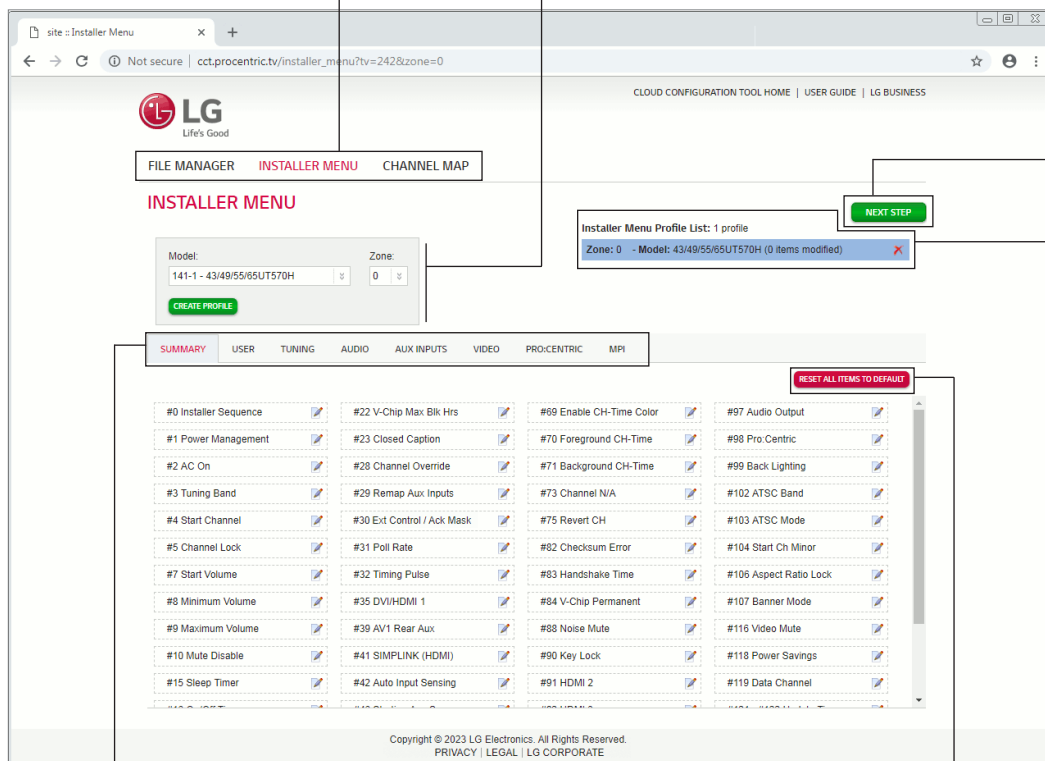 site :: Installer Menu
Not secure | cct.procentric.tv/installer_menu?tv=242&zone=0
CLOUD CONFIGURATION TOOL HOME | USER GUIDE | LG BUSINESS
LG
Life's Good
FILE MANAGER INSTALLER MENU CHANNEL MAP
INSTALLER MENU
NEXT STEP
Installer Menu Profile List: 1 profile
Zone: 0 - Model: 43/49/55/65UT570H (0 items modified)
Model: Zone:
141-1 - 43/49/55/65UT570H 0
CREATE PROFILE
SUMMARY USER TUNING AUDIO AUX INPUTS VIDEO PRO:CENTRIC MPI
RESET ALL ITEMS TO DEFAULT
#0 Installer Sequence #22 V-Chip Max Blk Hrs #69 Enable CH-Time Color #97 Audio Output
#1 Power Management #23 Closed Caption #70 Foreground CH-Time #98 Pro:Centric
#2 AC On #28 Channel Override #71 Background CH-Time #99 Back Lighting
#3 Tuning Band #29 Remap Aux Inputs #73 Channel N/A #102 ATSC Band
#4 Start Channel #30 Ext Control / Ack Mask #75 Revert CH #103 ATSC Mode
#5 Channel Lock #31 Poll Rate #82 Checksum Error #104 Start Ch Minor
#7 Start Volume #32 Timing Pulse #83 Handshake Time #106 Aspect Ratio Lock
#8 Minimum Volume #35 DVI/HDMI 1 #84 V-Chip Permanent #107 Banner Mode
#9 Maximum Volume #39 AV1 Rear Aux #88 Noise Mute #116 Video Mute
#10 Mute Disable #41 SIMPLINK (HDMI) #90 Key Lock #118 Power Savings
#15 Sleep Timer #42 Auto Input Sensing #91 HDMI 2 #119 Data Channel
Copyright © 2023 LG Electronics. All Rights Reserved.
PRIVACY | LEGAL | LG CORPORATE